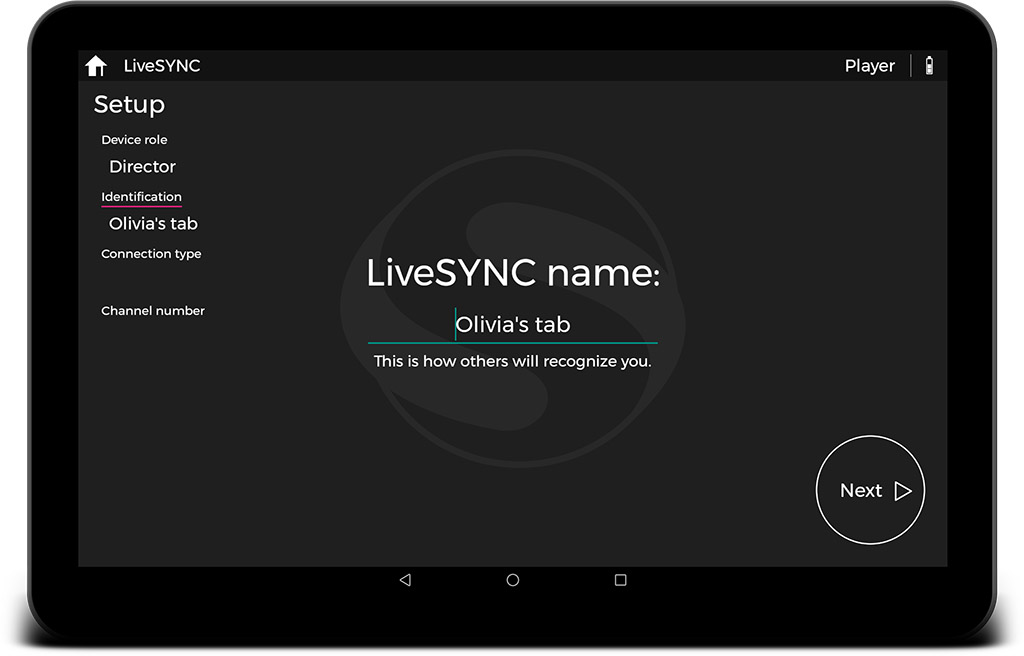 LiveSYNC
Player
Setup
Device role
Director
Identification
Olivia's tab
Connection type
Channel number
LiveSYNC name:
Olivia's tab
This is how others will recognize you.
Next